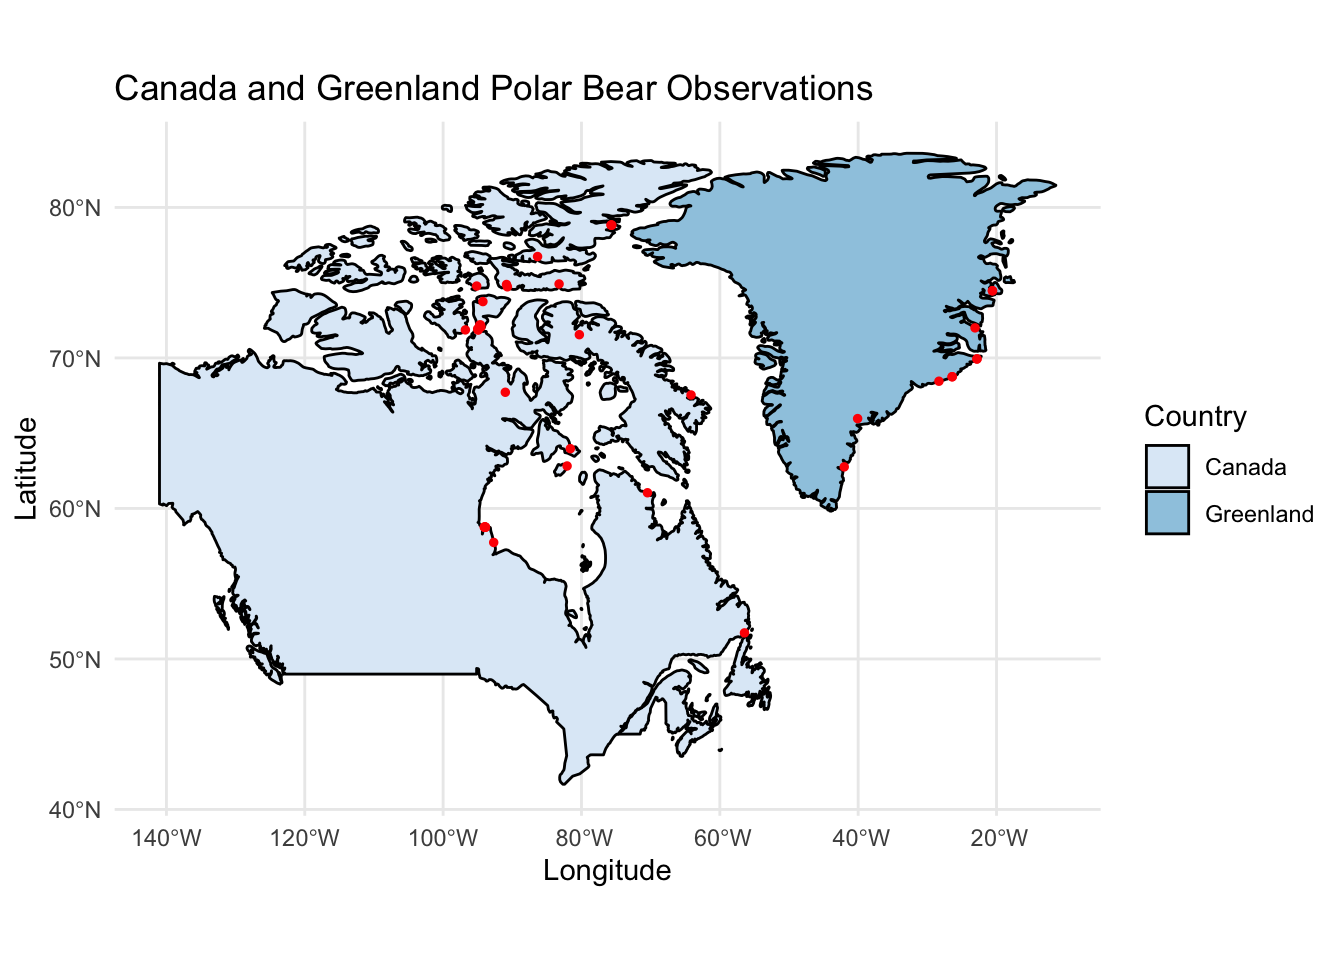 Canada and Greenland Polar Bear Observations
80°N
70°N
60°N
50°N
40°N
Latitude
140°W 120°W 100°W 80°W 60°W 40°W 20°W
Longitude
Country
Canada
Greenland